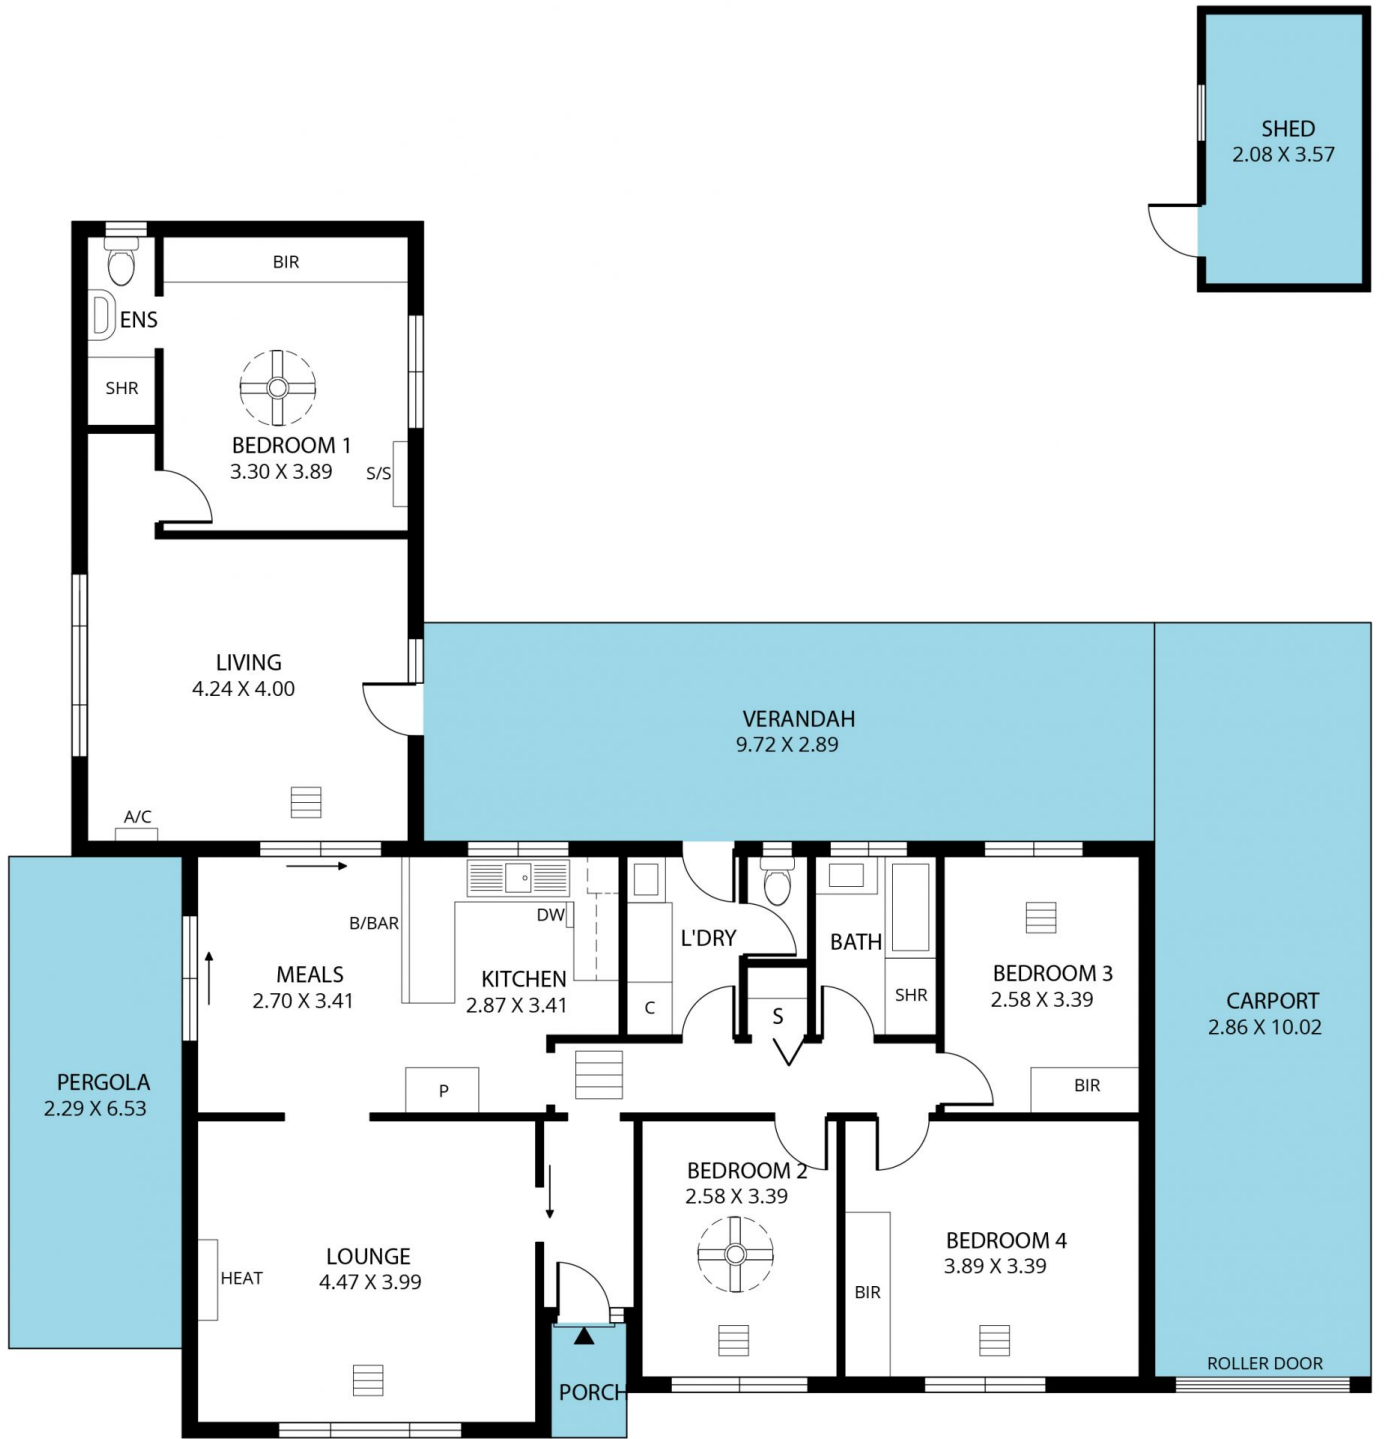 SHED
2.08 X 3.57
BIR
ENS
SHR
BEDROOM 1
3.30 X 3.89
S/S
LIVING
4.24 X 4.00
A/C
VERANDAH
9.72 X 2.89
B/BAR
DW
MEALS
2.70 X 3.41
KITCHEN
2.87 X 3.41
P
L'DRY
C
S
BATH
SHR
BEDROOM 3
2.58 X 3.39
BIR
CARPORT
2.86 X 10.02
PERGOLA
2.29 X 6.53
LOUNGE
4.47 X 3.99
HEAT
BEDROOM 2
2.58 X 3.39
BEDROOM 4
3.89 X 3.39
BIR
ROLLER DOOR
PORCH